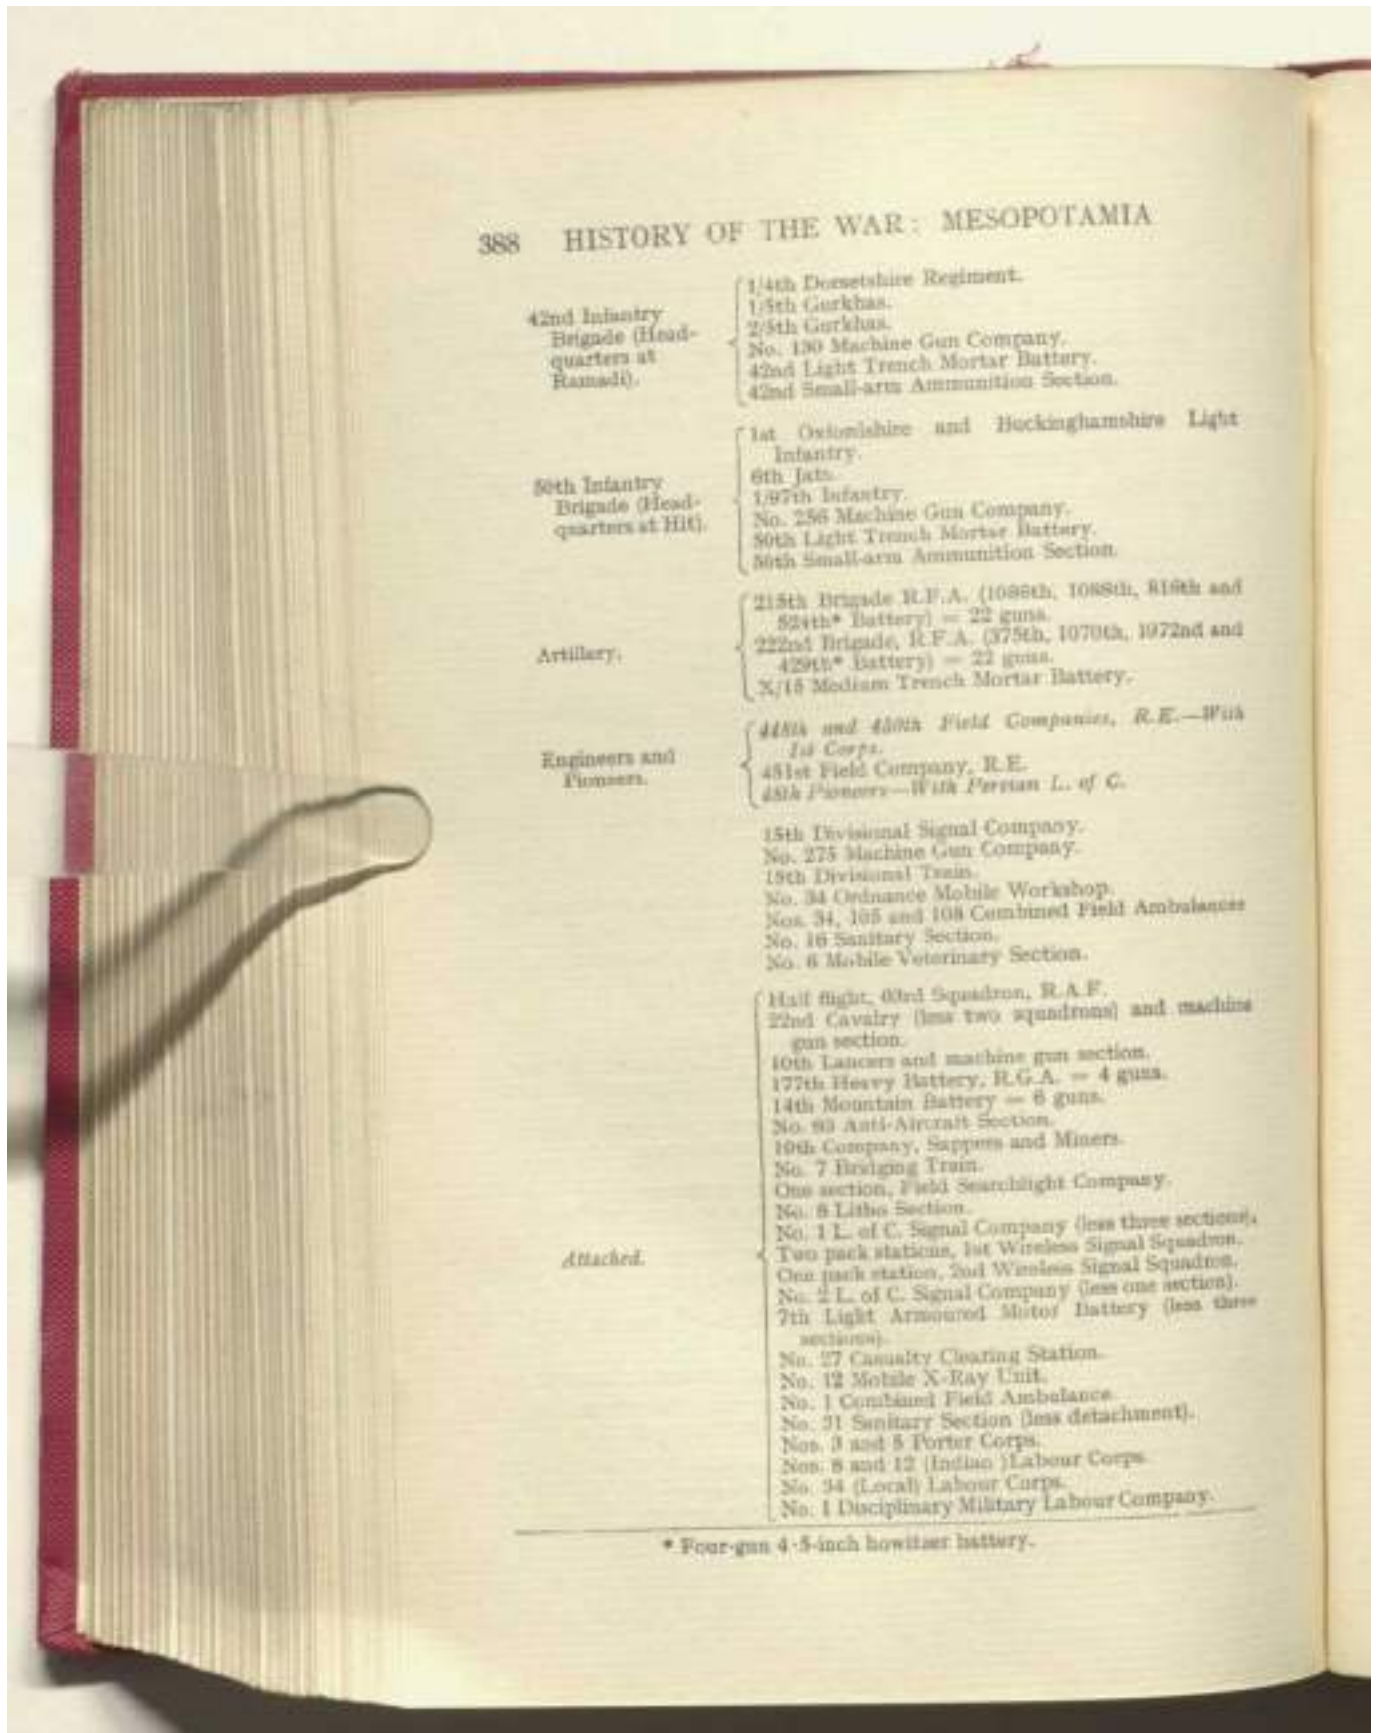 388 HISTORY OF THE WAR: MESOPOTAMIA
42nd Infantry
Brigade (Head-
quarters at
Ramadi).
1/4th Dorsetshire Regiment.
1/5th Gurkhas.
2/5th Gurkhas.
No. 130 Machine Gun Company.
42nd Light Trench Mortar Battery.
42nd Small-arm Ammunition Section.
50th Infantry
Brigade (Head-
quarters at Hit).
1st Oxfordshire and Buckinghamshire Light
Infantry.
6th Jats.
1/97th Infantry.
No. 256 Machine Gun Company.
50th Light Trench Mortar Battery.
50th Small-arm Ammunition Section.
Artillery.
215th Brigade R.F.A. (1086th, 1088th, 816th and
524th* Battery) = 22 guns.
222nd Brigade, R.F.A. (375th, 1070th, 1072nd and
429th* Battery) = 22 guns.
X/15 Medium Trench Mortar Battery.
Engineers and
Pioneers.
448th and 450th Field Companies, R.E.—With
1st Corps.
451st Field Company, R.E.
48th Pioneers—With Persian L. of C.
15th Divisional Signal Company.
No. 275 Machine Gun Company.
15th Divisional Train.
No. 34 Ordnance Mobile Workshop.
Nos. 34, 105 and 108 Combined Field Ambulances
No. 16 Sanitary Section.
No. 6 Mobile Veterinary Section.
Attached.
Half flight, 63rd Squadron, R.A.F.
22nd Cavalry (less two squadrons) and machine
gun section.
10th Lancers and machine gun section.
177th Heavy Battery, R.G.A. = 4 guns.
14th Mountain Battery = 6 guns.
No. 93 Anti-Aircraft Section.
Company, Sappers and Miners.
No. 7 Bridging Train.
One section, Field Searchlight Company.
No. 8 Litho Section.
No. 1 L. of C. Signal Company (less three sections).
Two pack stations, 1st Wireless Signal Squadron.
One pack station, 2nd Wireless Signal Squadron.
No. 2 L. of C. Signal Company (less one section).
7th Light Armoured Motor Battery (less three
sections).
No. 27 Casualty Clearing Station.
No. 12 Mobile X-Ray Unit.
No. 1 Combined Field Ambulance.
No. 31 Sanitary Section (less detachment).
Nos. 3 and 5 Porter Corps.
Nos. 8 and 12 (Indian )Labour Corps.
No. 34 (Local) Labour Corps.
No. 1 Disciplinary Military Labour Company.
* Four-gun 4·5-inch howitzer battery.